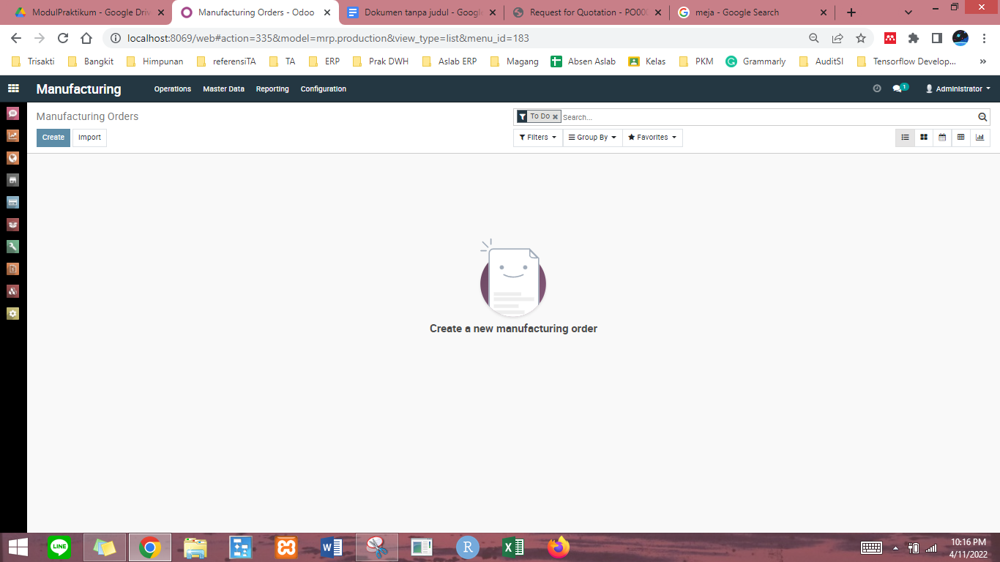 ModulPraktikum - Google Driv
Manufacturing Orders - Odoo
Dokumen tanpa judul - Google
Request for Quotation - PO000
meja - Google Search
localhost:8069/web#action=335&model=mrp.production&view_type=list&menu_id=183
Trisakti Bangkit Himpunan referensiTA TA ERP Prak DWH Aslab ERP Magang Absen Aslab Kelas PKM Grammarly AuditSI Tensorflow Develop... »
Manufacturing Operations Master Data Reporting Configuration 1 Administrator
Manufacturing Orders
To Do Search...
Create Import Filters Group By Favorites
Create a new manufacturing order
LINE
10:16 PM
4/11/2022